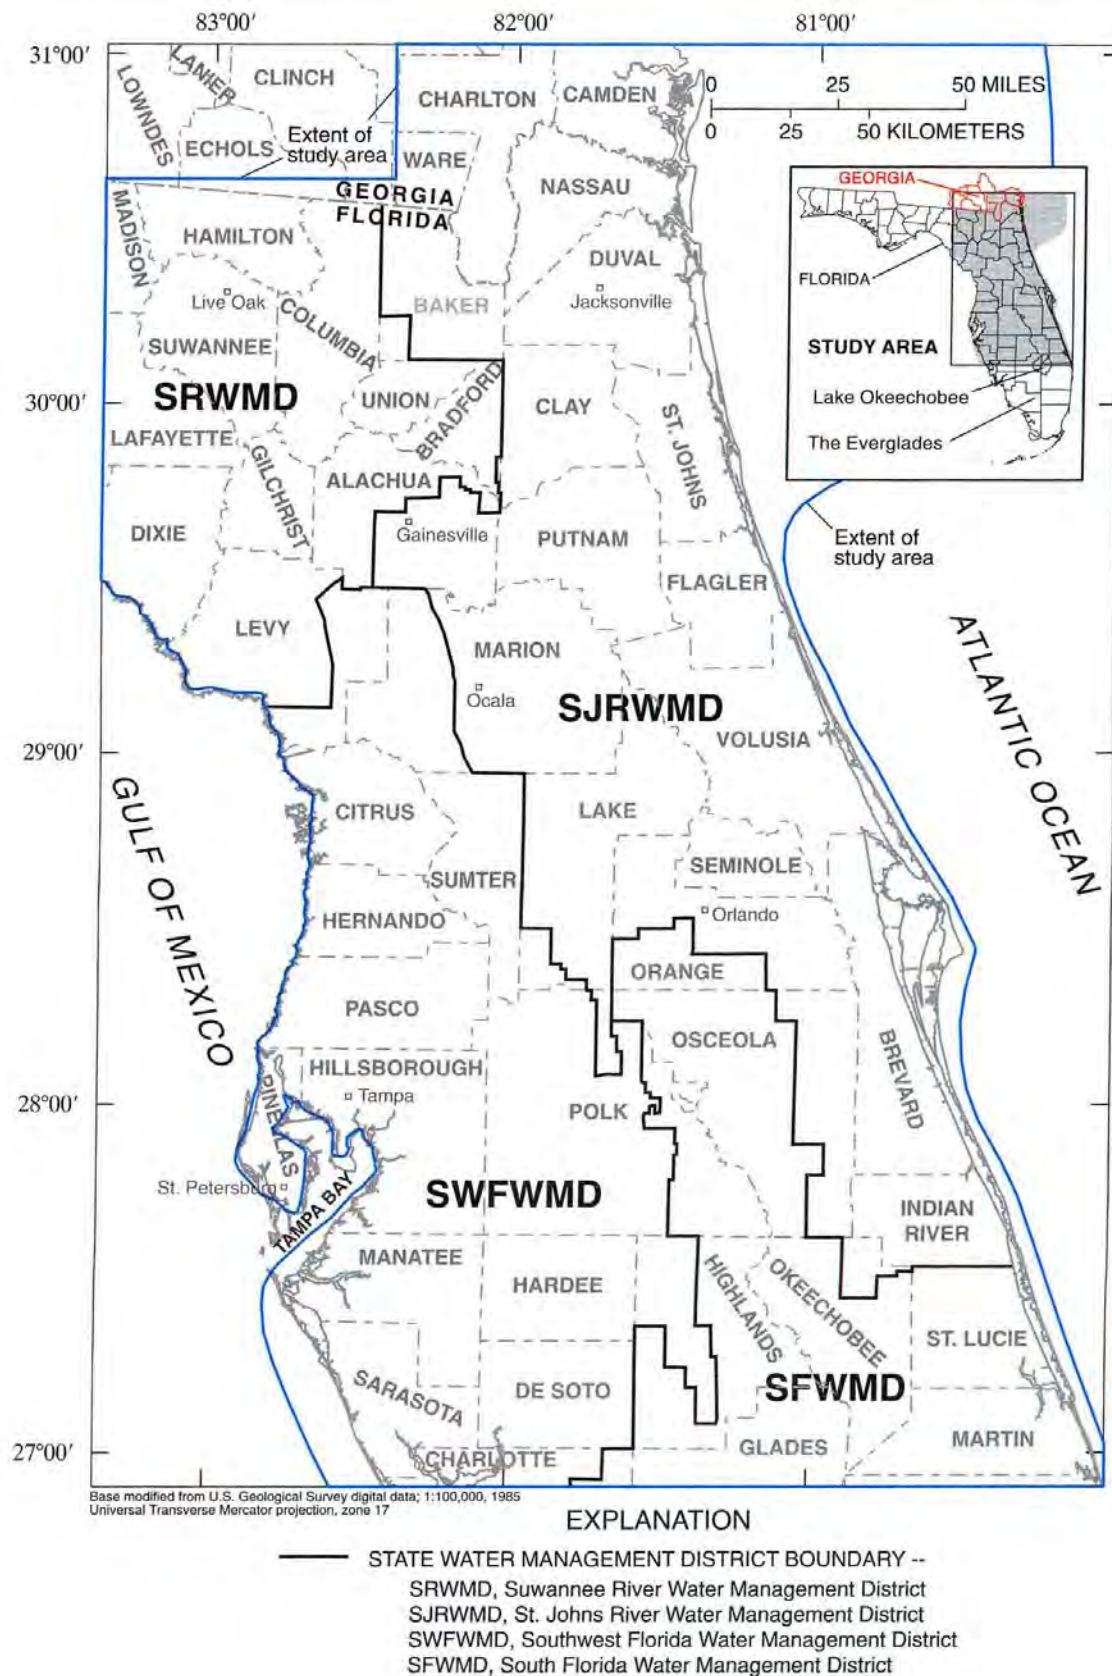 83°00′
82°00′
81°00′
31°00′
30°00′
29°00′
28°00′
27°00′
LOWNDES
LANIER
CLINCH
ECHOLS
Extent of
study area
CHARLTON
CAMDEN
WARE
GEORGIA
FLORIDA
0 25 50 MILES
0 25 50 KILOMETERS
GEORGIA
FLORIDA
STUDY AREA
Lake Okeechobee
The Everglades
MADISON
HAMILTON
NASSAU
DUVAL
Jacksonville
BAKER
Live Oak
COLUMBIA
SUWANNEE
SRWMD
UNION
BRADFORD
CLAY
ST. JOHNS
LAFAYETTE
GILCHRIST
ALACHUA
DIXIE
Gainesville
PUTNAM
Extent of
study area
FLAGLER
LEVY
MARION
Ocala
SJRWMD
VOLUSIA
ATLANTIC OCEAN
GULF OF MEXICO
CITRUS
LAKE
SUMTER
SEMINOLE
HERNANDO
Orlando
ORANGE
PASCO
OSCEOLA
BREVARD
HILLSBOROUGH
Tampa
PINELLAS
POLK
St. Petersburg
TAMPA BAY
SWFWMD
INDIAN
RIVER
MANATEE
HARDEE
HIGHLANDS
OKEECHOBEE
ST. LUCIE
SARASOTA
DE SOTO
SFWMD
CHARLOTTE
GLADES
MARTIN
Base modified from U.S. Geological Survey digital data; 1:100,000, 1985
Universal Transverse Mercator projection, zone 17
EXPLANATION
STATE WATER MANAGEMENT DISTRICT BOUNDARY --
SRWMD, Suwannee River Water Management District
SJRWMD, St. Johns River Water Management District
SWFWMD, Southwest Florida Water Management District
SFWMD, South Florida Water Management District